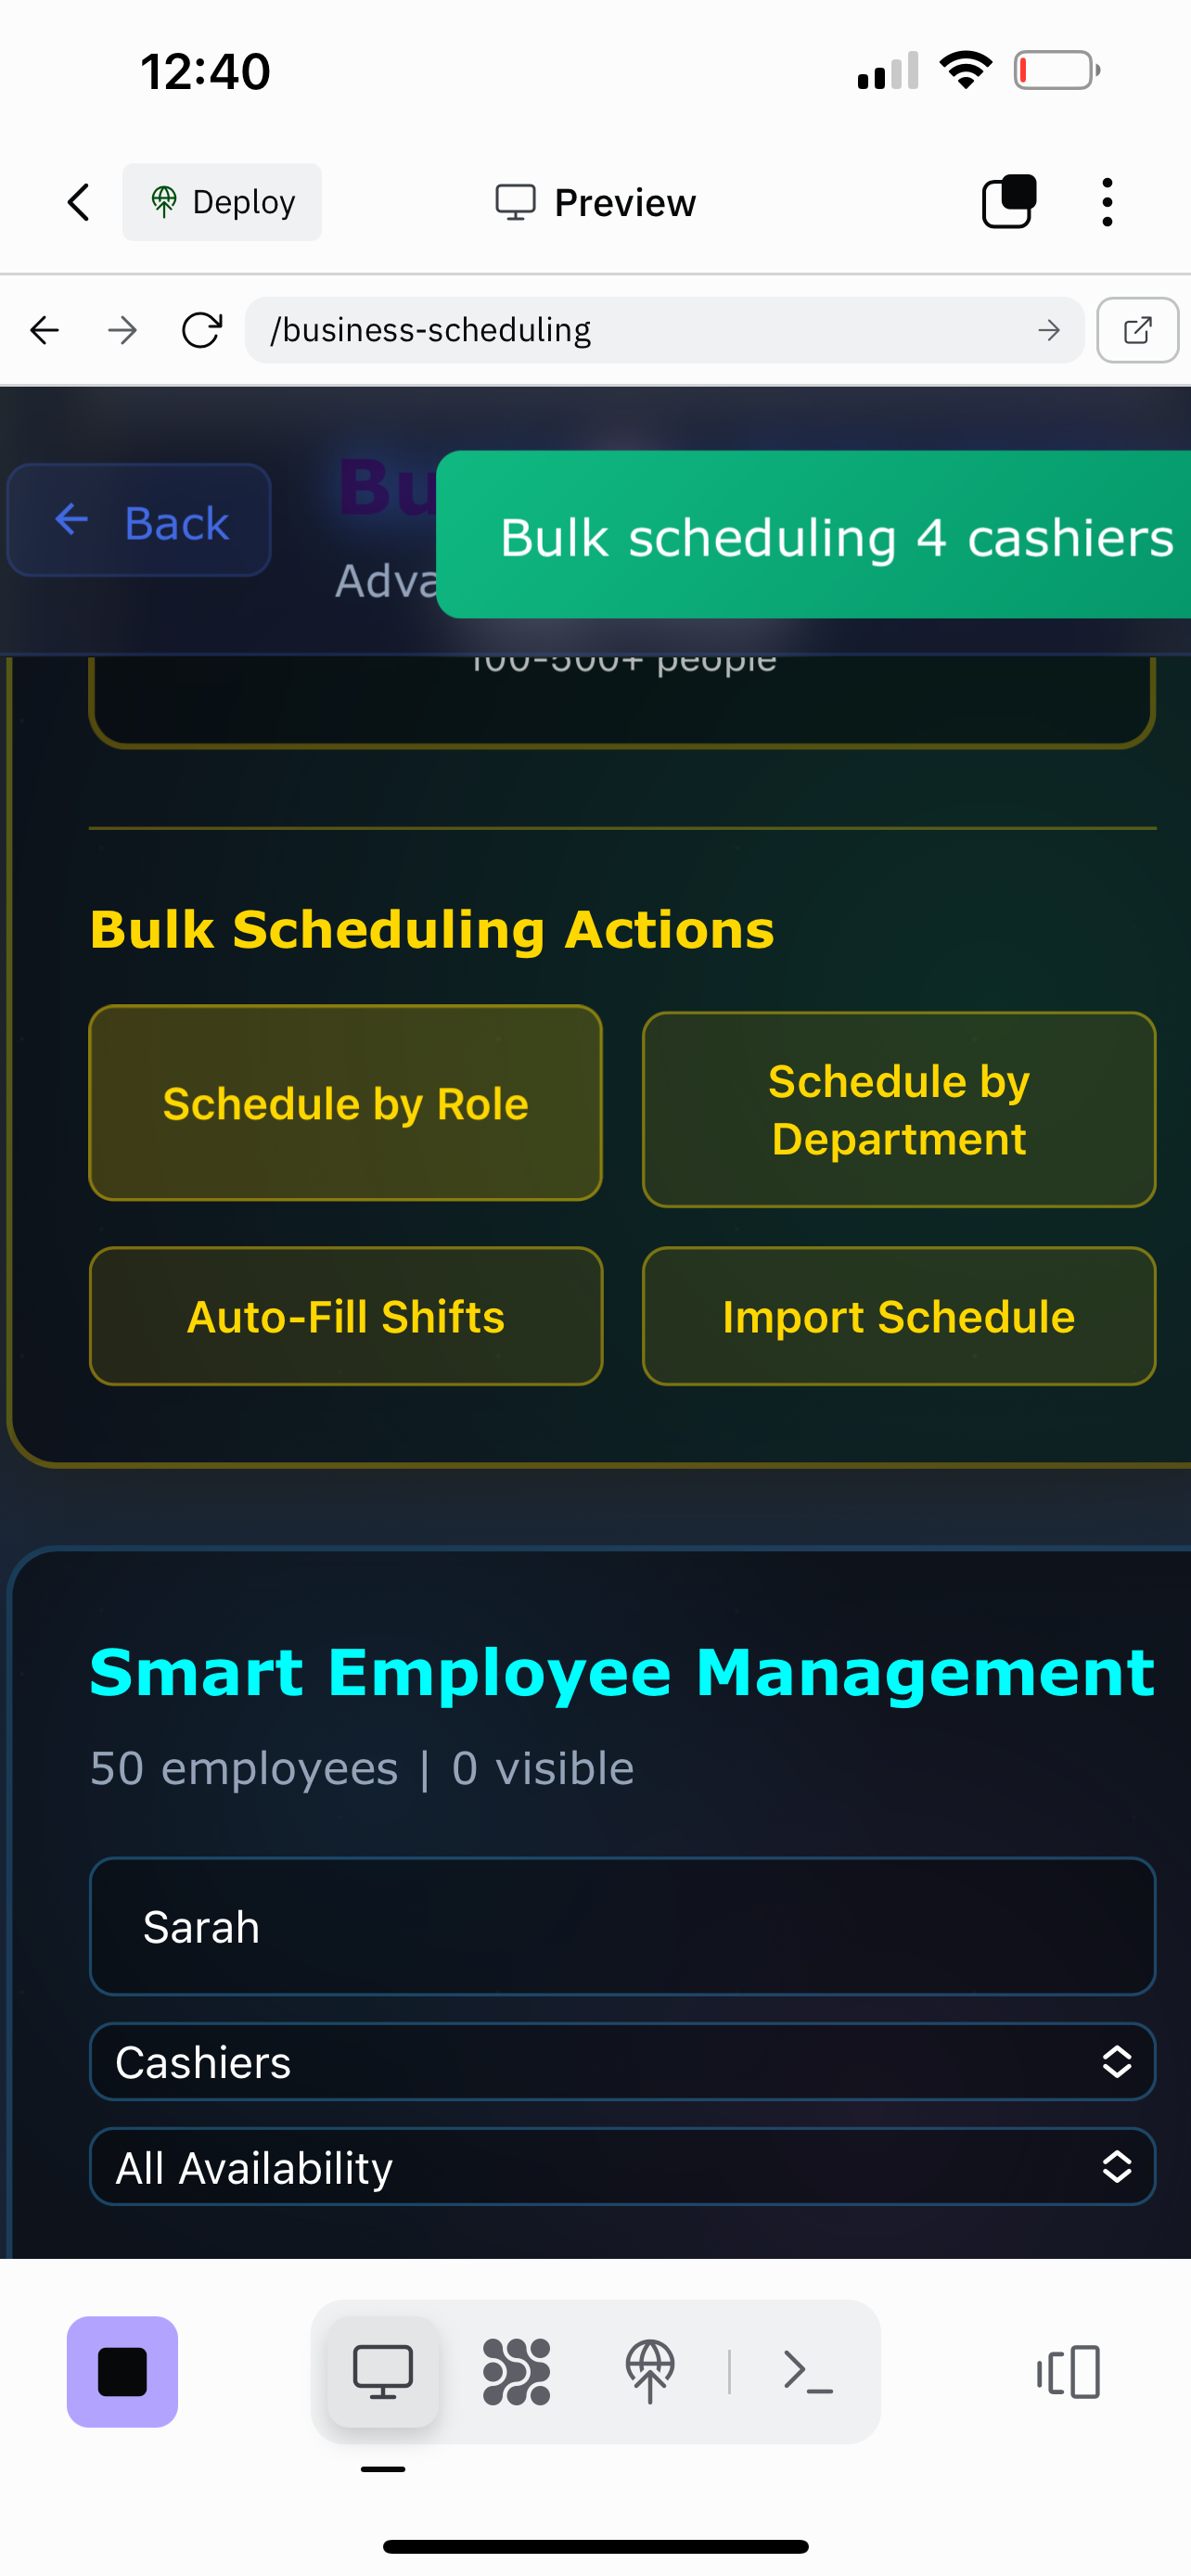 12:40
Deploy
Preview
/business-scheduling
Back
Bu
Adva
Bulk scheduling 4 cashiers
100-500+ people
Bulk Scheduling Actions
Schedule by Role
Schedule by
Department
Auto-Fill Shifts
Import Schedule
Smart Employee Management
50 employees | 0 visible
Sarah
Cashiers
All Availability